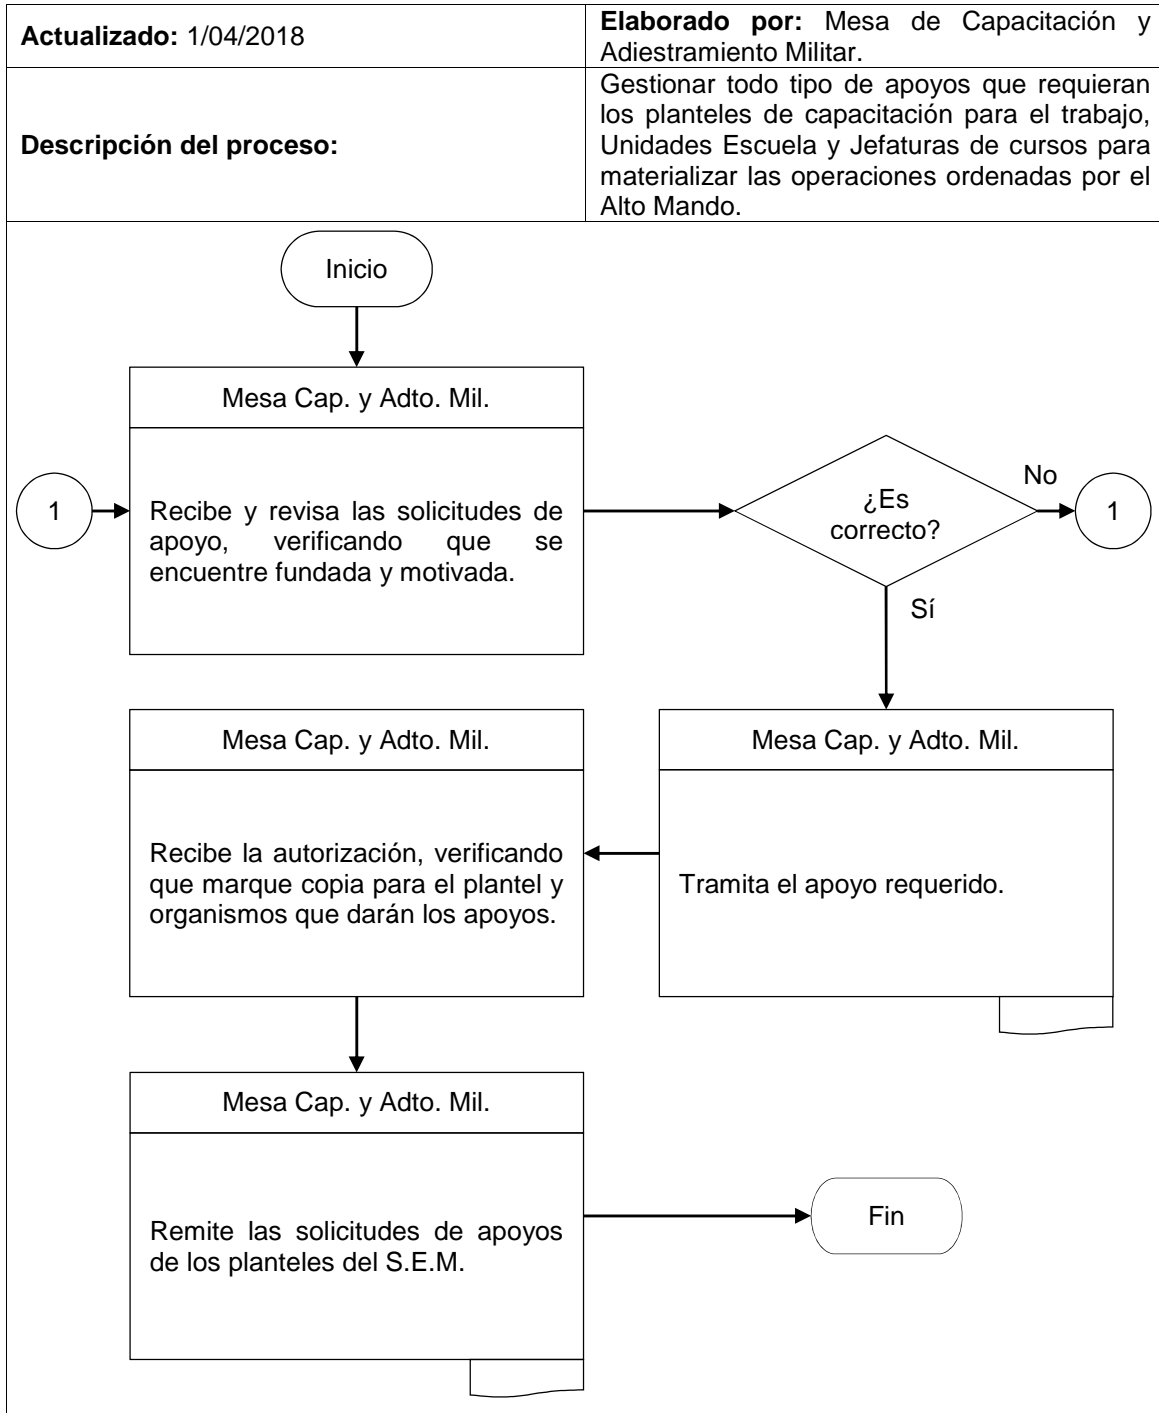 Actualizado: 1/04/2018
Elaborado por: Mesa de Capacitación y
Adiestramiento Militar.
Descripción del proceso:
Gestionar todo tipo de apoyos que requieran
los planteles de capacitación para el trabajo,
Unidades Escuela y Jefaturas de cursos para
materializar las operaciones ordenadas por el
Alto Mando.
Inicio
Mesa Cap. y Adto. Mil.
1
Recibe y revisa las solicitudes de
apoyo, verificando que se
encuentre fundada y motivada.
¿Es
correcto?
No
1
Sí
Mesa Cap. y Adto. Mil.
Tramita el apoyo requerido.
Mesa Cap. y Adto. Mil.
Recibe la autorización, verificando
que marque copia para el plantel y
organismos que darán los apoyos.
Mesa Cap. y Adto. Mil.
Remite las solicitudes de apoyos
de los planteles del S.E.M.
Fin